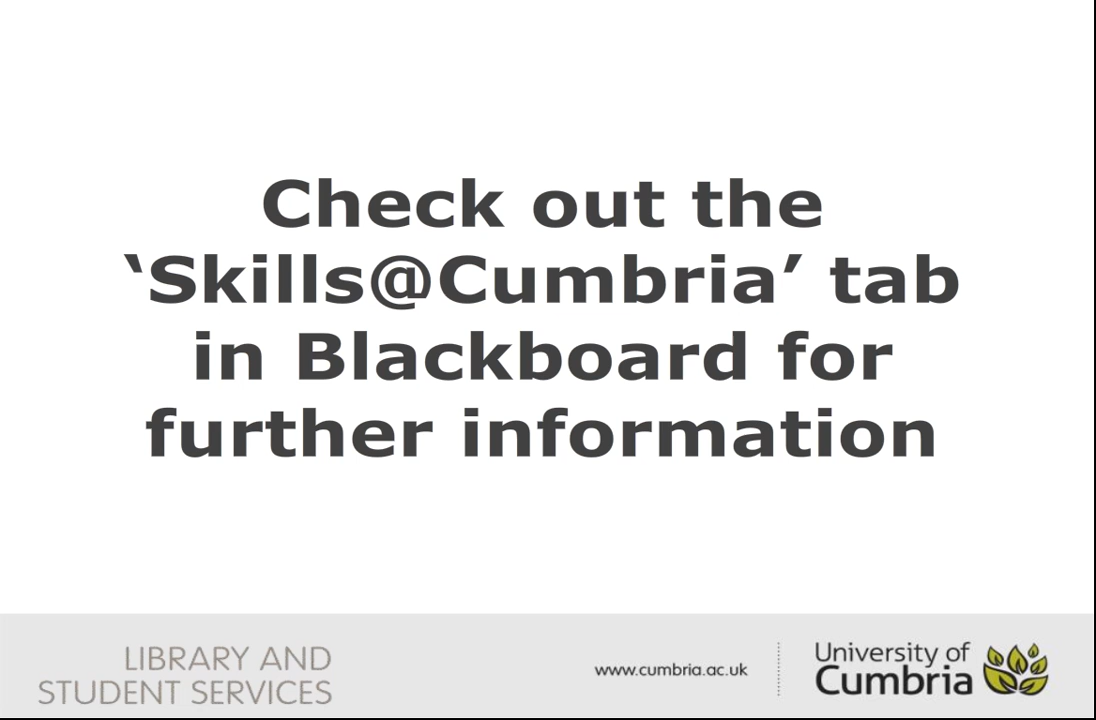 Check out the
‘Skills@Cumbria’ tab
in Blackboard for
further information
LIBRARY AND
STUDENT SERVICES
www.cumbria.ac.uk
University of
Cumbria